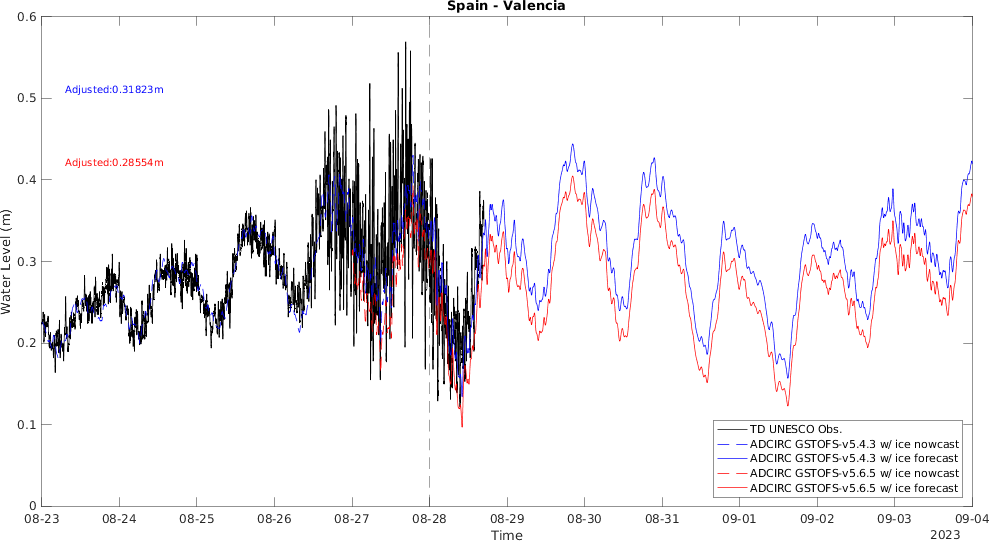 Spain - Valencia
0.6
0.5
0.4
0.3
0.2
0.1
0
Water Level (m)
Adjusted:0.31823m
Adjusted:0.28554m
TD UNESCO Obs.
ADCIRC GSTOFS-v5.4.3 w/ ice nowcast
ADCIRC GSTOFS-v5.4.3 w/ ice forecast
ADCIRC GSTOFS-v5.6.5 w/ ice nowcast
ADCIRC GSTOFS-v5.6.5 w/ ice forecast
08-23 08-24 08-25 08-26 08-27 08-28 08-29 08-30 08-31 09-01 09-02 09-03 09-04
Time
2023